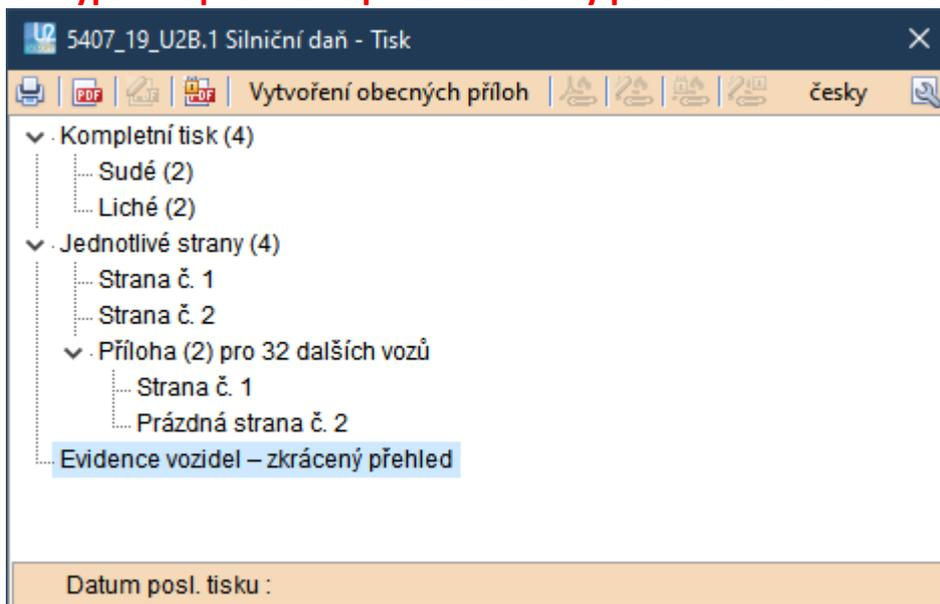 5407_19_U2B.1 Silniční daň - Tisk
PDF PDF Vytvoření obecných příloh česky
Kompletní tisk (4)
Sudé (2)
Liché (2)
Jednotlivé strany (4)
Strana č. 1
Strana č. 2
Příloha (2) pro 32 dalších vozů
Strana č. 1
Prázdná strana č. 2
Evidence vozidel – zkrácený přehled
Datum posl. tisku :